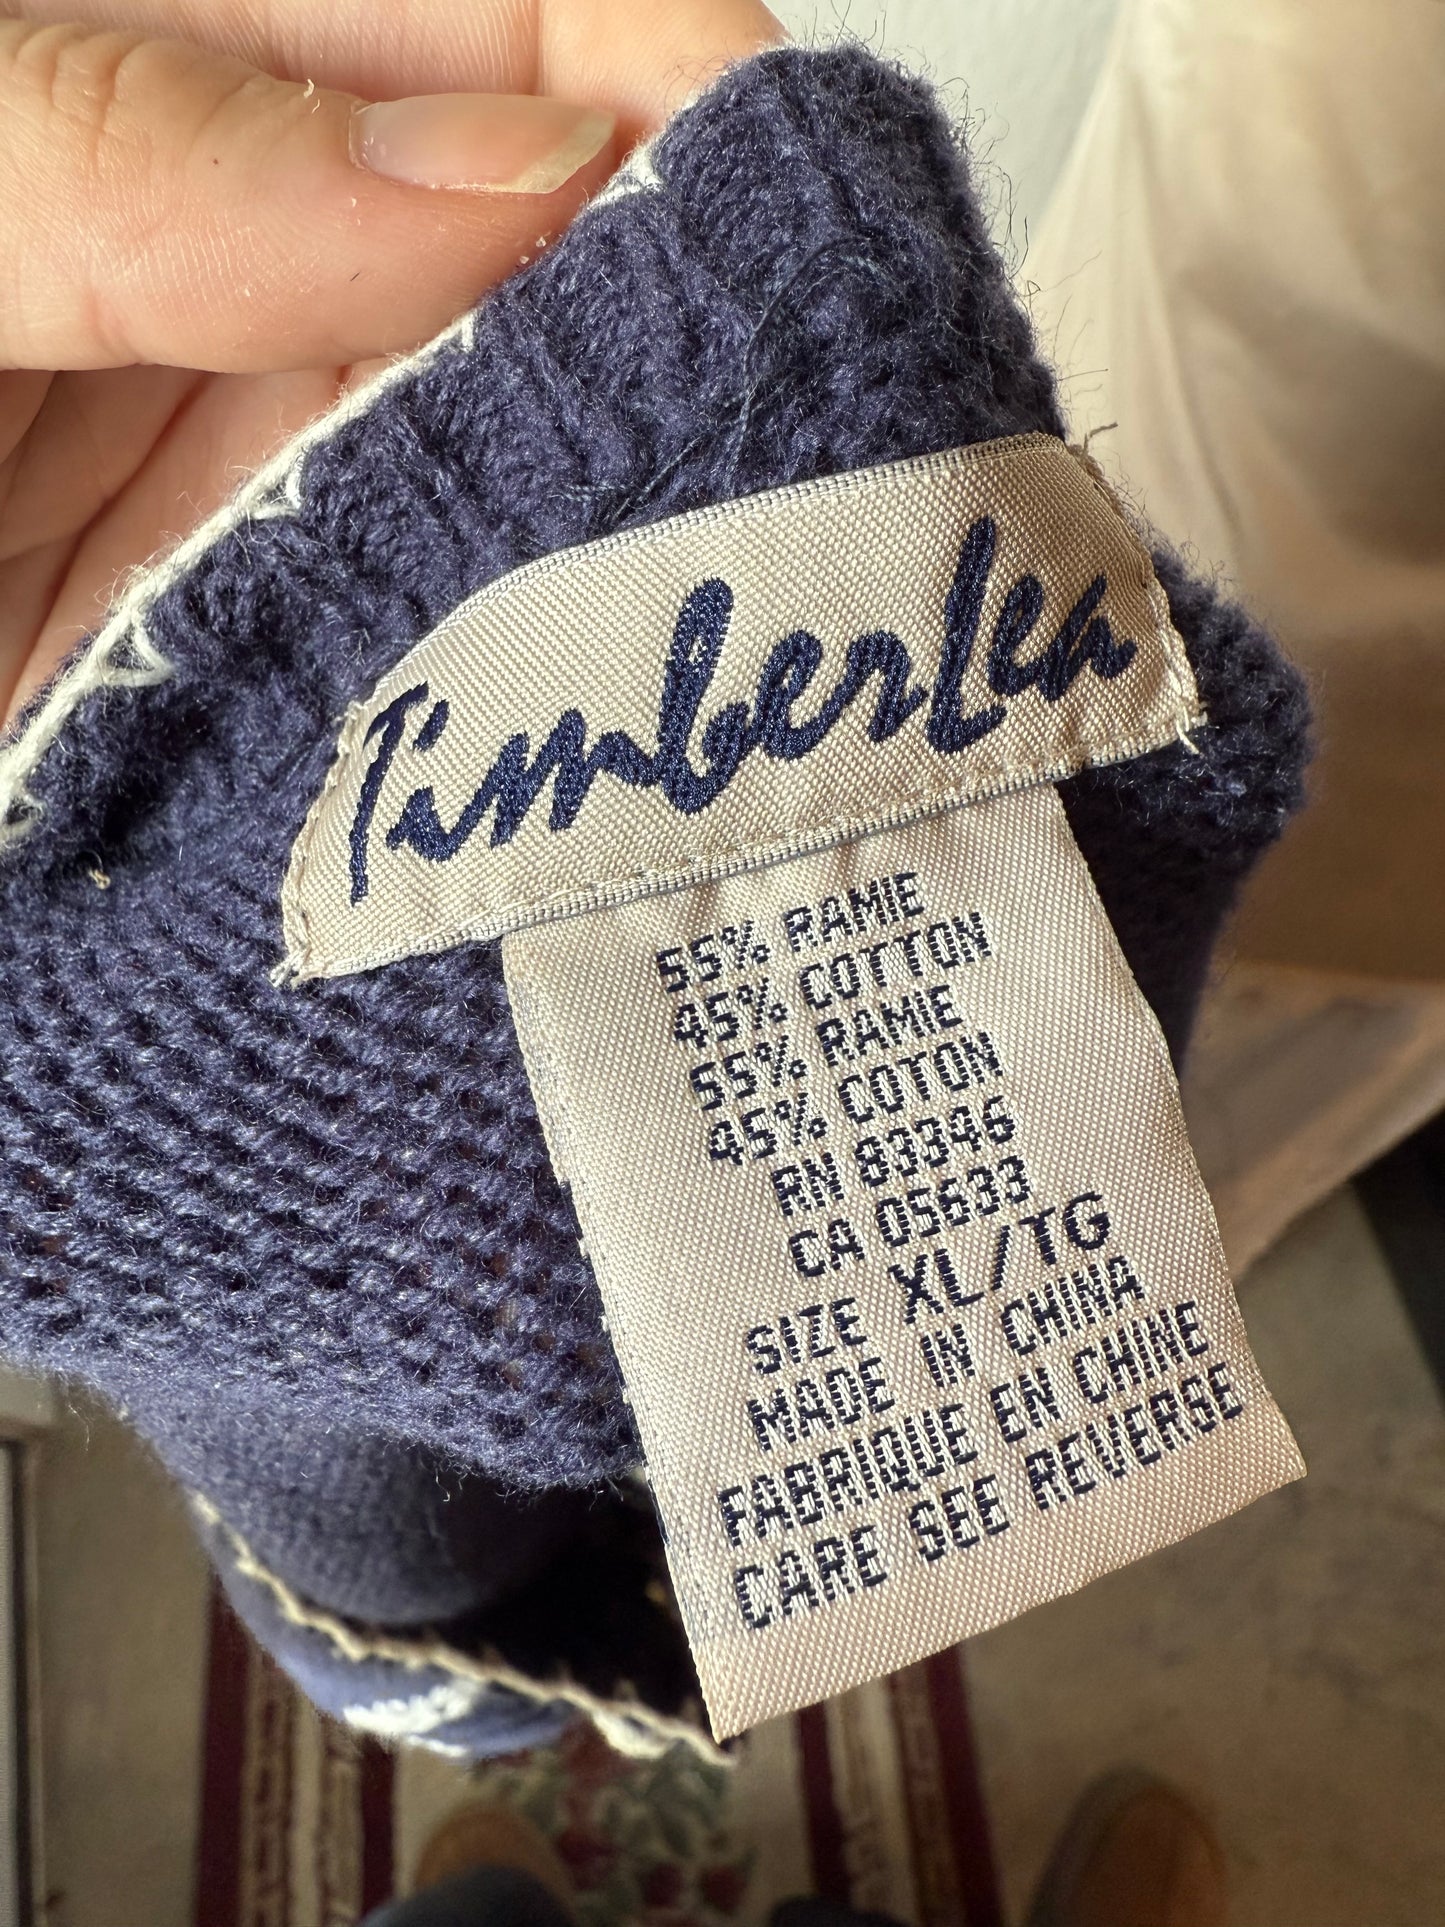 Timberlea
55% RAMIE
45% COTTON
55% RAMIE
45% COTON
RN 83346
CA 05633
SIZE XL/TG
MADE IN CHINA
FABRIQUE EN CHINE
CARE SEE REVERSE